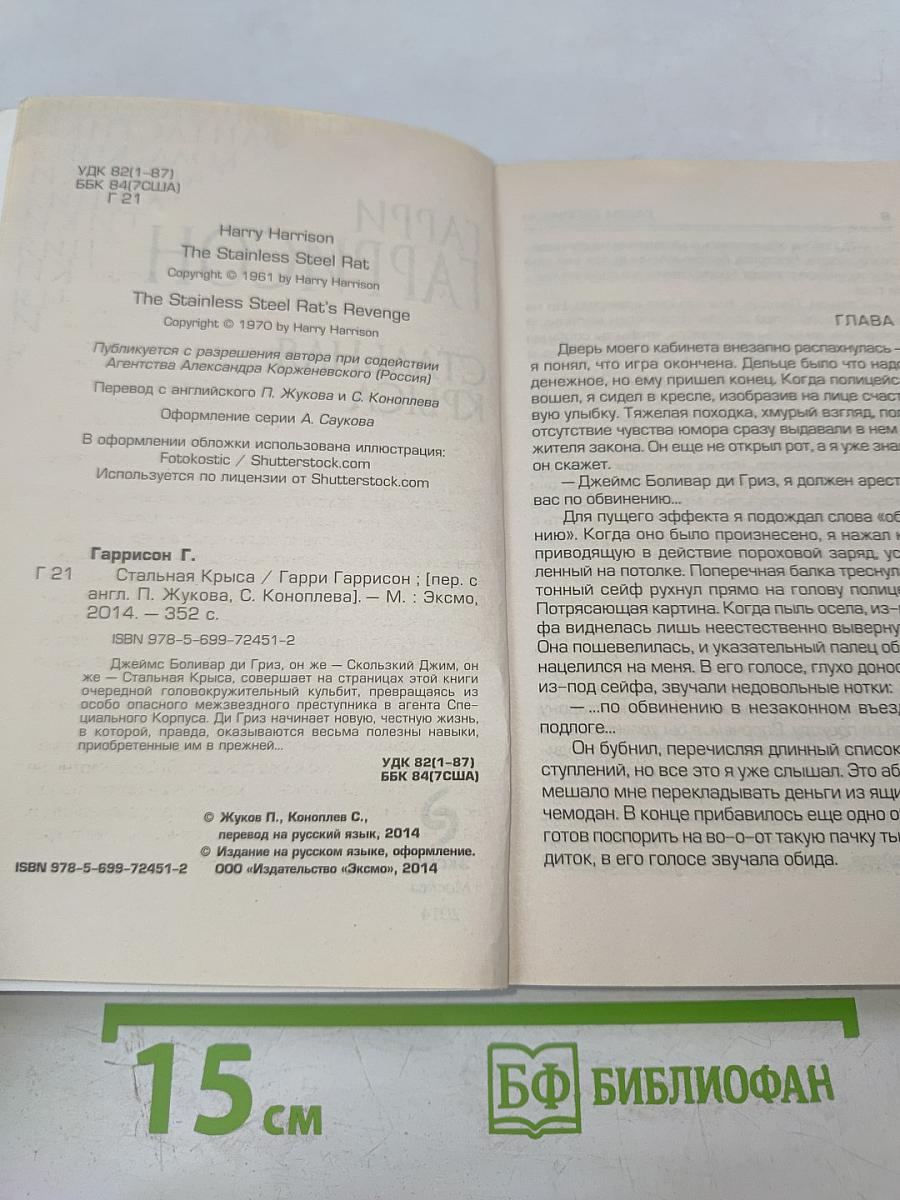 УДК 82(1-87)
ББК 84(7США)
Г 21
Harry Harrison
The Stainless Steel Rat
Copyright © 1961 by Harry Harrison
The Stainless Steel Rat's Revenge
Copyright © 1970 by Harry Harrison
Публикуется с разрешения автора при содействии
Агентства Александра Корженевского (Россия)
Перевод с английского П. Жукова и С. Коноплева
Оформление серии А. Саукова
В оформлении обложки использована иллюстрация:
Fotokostic / Shutterstock.com
Используется по лицензии от Shutterstock.com
Гаррисон Г.
Г 21 Стальная Крыса / Гарри Гаррисон ; [пер. с
англ. П. Жукова, С. Коноплева]. — М. : Эксмо,
2014. — 352 с.
ISBN 978-5-699-72451-2
Джеймс Боливар ди Гриз, он же — Скользкий Джим, он
же — Стальная Крыса, совершает на страницах этой книги
очередной головокружительный кульбит, превращаясь из
особо опасного межзвездного преступника в агента Спе-
циального Корпуса. Ди Гриз начинает новую, честную жизнь,
в которой, правда, оказываются весьма полезны навыки,
приобретенные им в прежней...
УДК 82(1-87)
ББК 84(7США)
© Жуков П., Коноплев С.,
перевод на русский язык, 2014
© Издание на русском языке, оформление.
ISBN 978-5-699-72451-2 ООО «Издательство «Эксмо», 2014
ГЛАВА
Дверь моего кабинета внезапно распахнулась –
я понял, что игра окончена. Дельце было что надо
денежное, но ему пришел конец. Когда полицейс
вошел, я сидел в кресле, изобразив на лице счаст
вую улыбку. Тяжелая походка, хмурый взгляд, пол
отсутствие чувства юмора сразу выдавали в нем
жителя закона. Он еще не открыл рот, а я уже зна
он скажет.
— Джеймс Боливар ди Гриз, я должен арест
вас по обвинению...
Для пущего эффекта я подождал слова «об
нию». Когда оно было произнесено, я нажал к
приводящую в действие пороховой заряд, ус
ленный на потолке. Поперечная балка треснул
тонный сейф рухнул прямо на голову полице
Потрясающая картина. Когда пыль осела, из-
фа виднелась лишь неестественно вывернут
Она пошевелилась, и указательный палец об
нацелился на меня. В его голосе, глухо донос
из-под сейфа, звучали недовольные нотки:
— ...по обвинению в незаконном въезд
подлоге...
Он бубнил, перечисляя длинный список
ступлений, но все это я уже слышал. Это аб
мешало мне перекладывать деньги из ящи
чемодан. В конце прибавилось еще одно о
готов поспорить на во-о-от такую пачку ты
диток, в его голосе звучала обида.
15 см
БФ БИБЛИОФАН